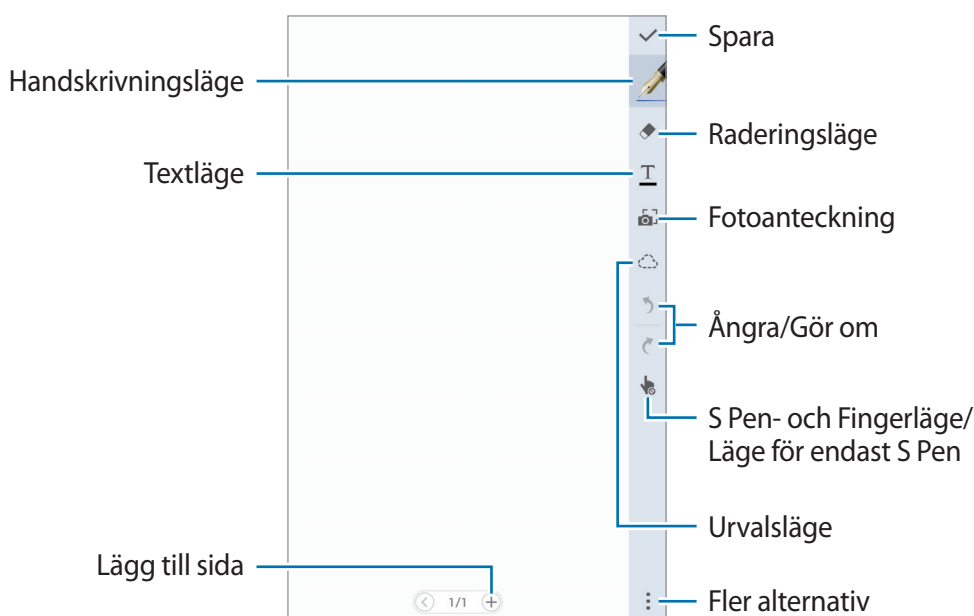 Spara
Handskrivningsläge
Raderingsläge
Textläge
T
Fotoanteckning
Ångra/Gör om
S Pen- och Fingerläge/
Läge för endast S Pen
Urvalsläge
Lägg till sida
1/1
Fler alternativ